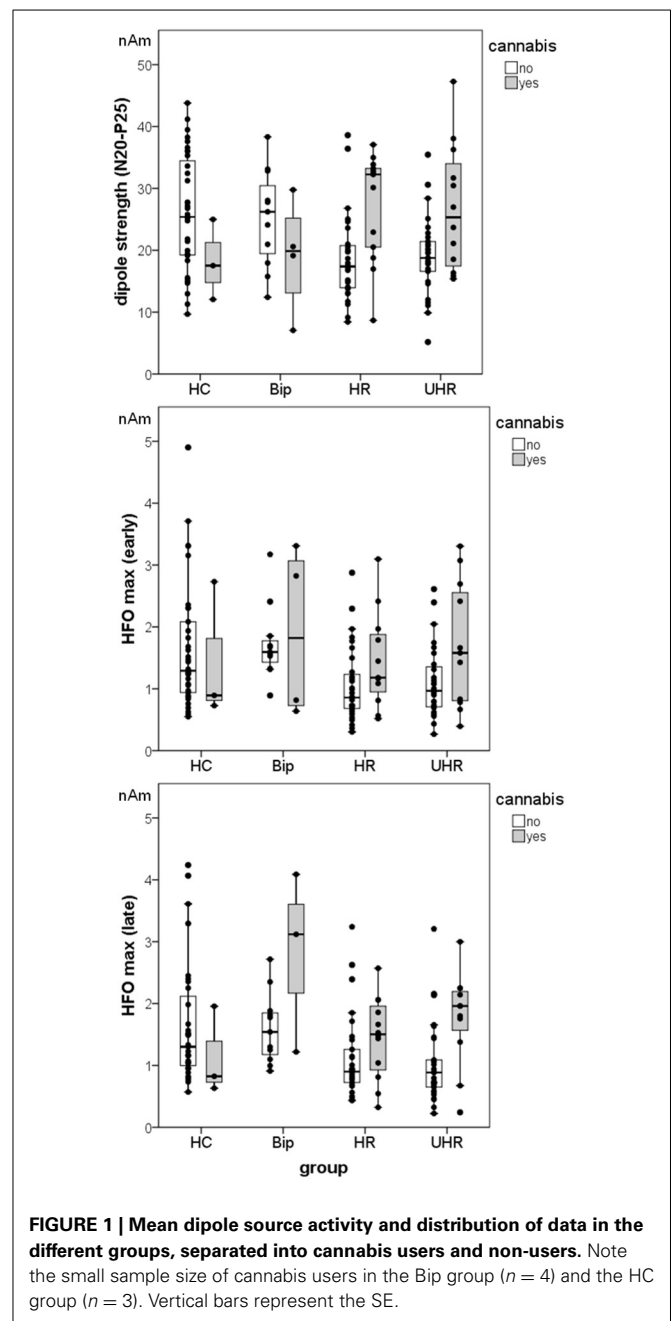 nAm
cannabis
no
yes
50
40
30
20
10
0
dipole strength (N20-P25)
HC Bip HR UHR
nAm
cannabis
no
yes
5
4
3
2
1
0
HFO max (early)
HC Bip HR UHR
nAm
cannabis
no
yes
5
4
3
2
1
0
HFO max (late)
HC Bip HR UHR
group
FIGURE 1 | Mean dipole source activity and distribution of data in the
different groups, separated into cannabis users and non-users. Note
the small sample size of cannabis users in the Bip group (n = 4) and the HC
group (n = 3). Vertical bars represent the SE.